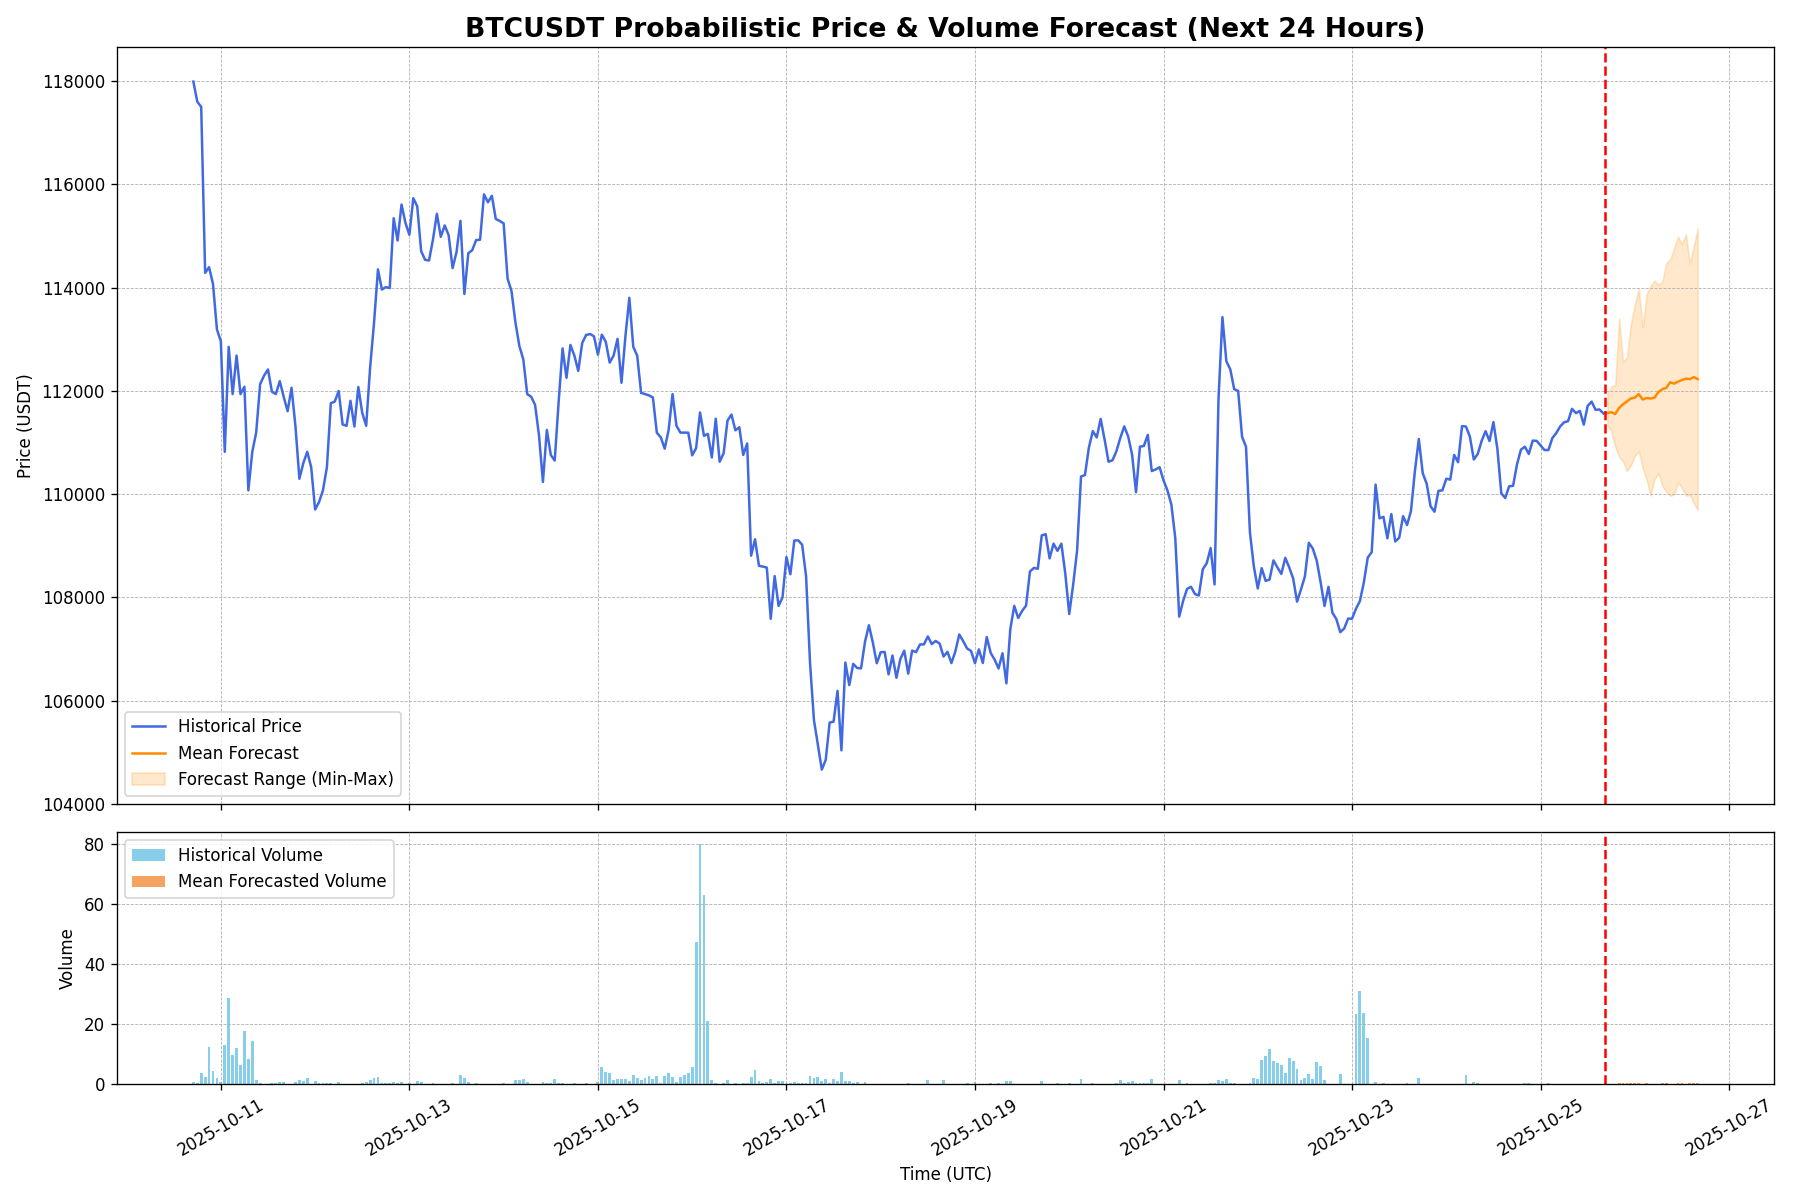 BTCUSDT Probabilistic Price & Volume Forecast (Next 24 Hours)
118000
116000
114000
112000
110000
108000
106000
104000
Price (USDT)
Historical Price
Mean Forecast
Forecast Range (Min-Max)
80
60
40
20
0
Volume
Historical Volume
Mean Forecasted Volume
2025-10-11
2025-10-13
2025-10-15
2025-10-17
2025-10-19
2025-10-21
2025-10-23
2025-10-25
2025-10-27
Time (UTC)